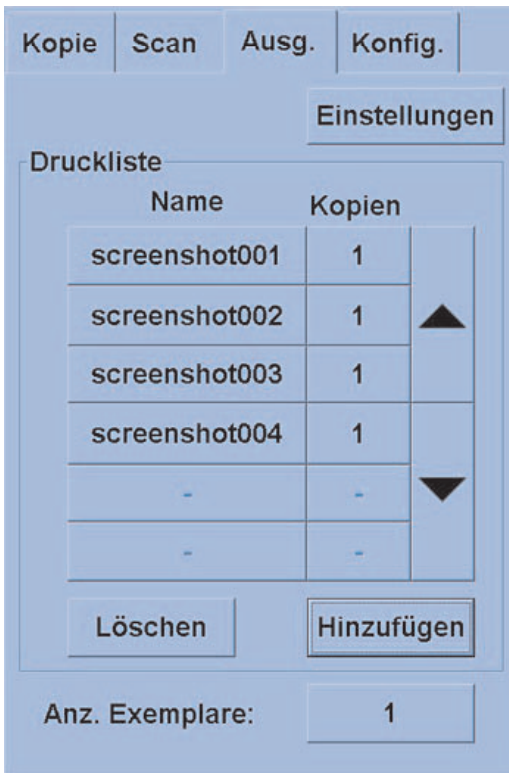 Kopie Scan Ausg. Konfig.
Einstellungen
Druckliste
Name Kopien
screenshot001 1
screenshot002 1
screenshot003 1
screenshot004 1
- -
- -
Löschen Hinzufügen
Anz. Exemplare: 1